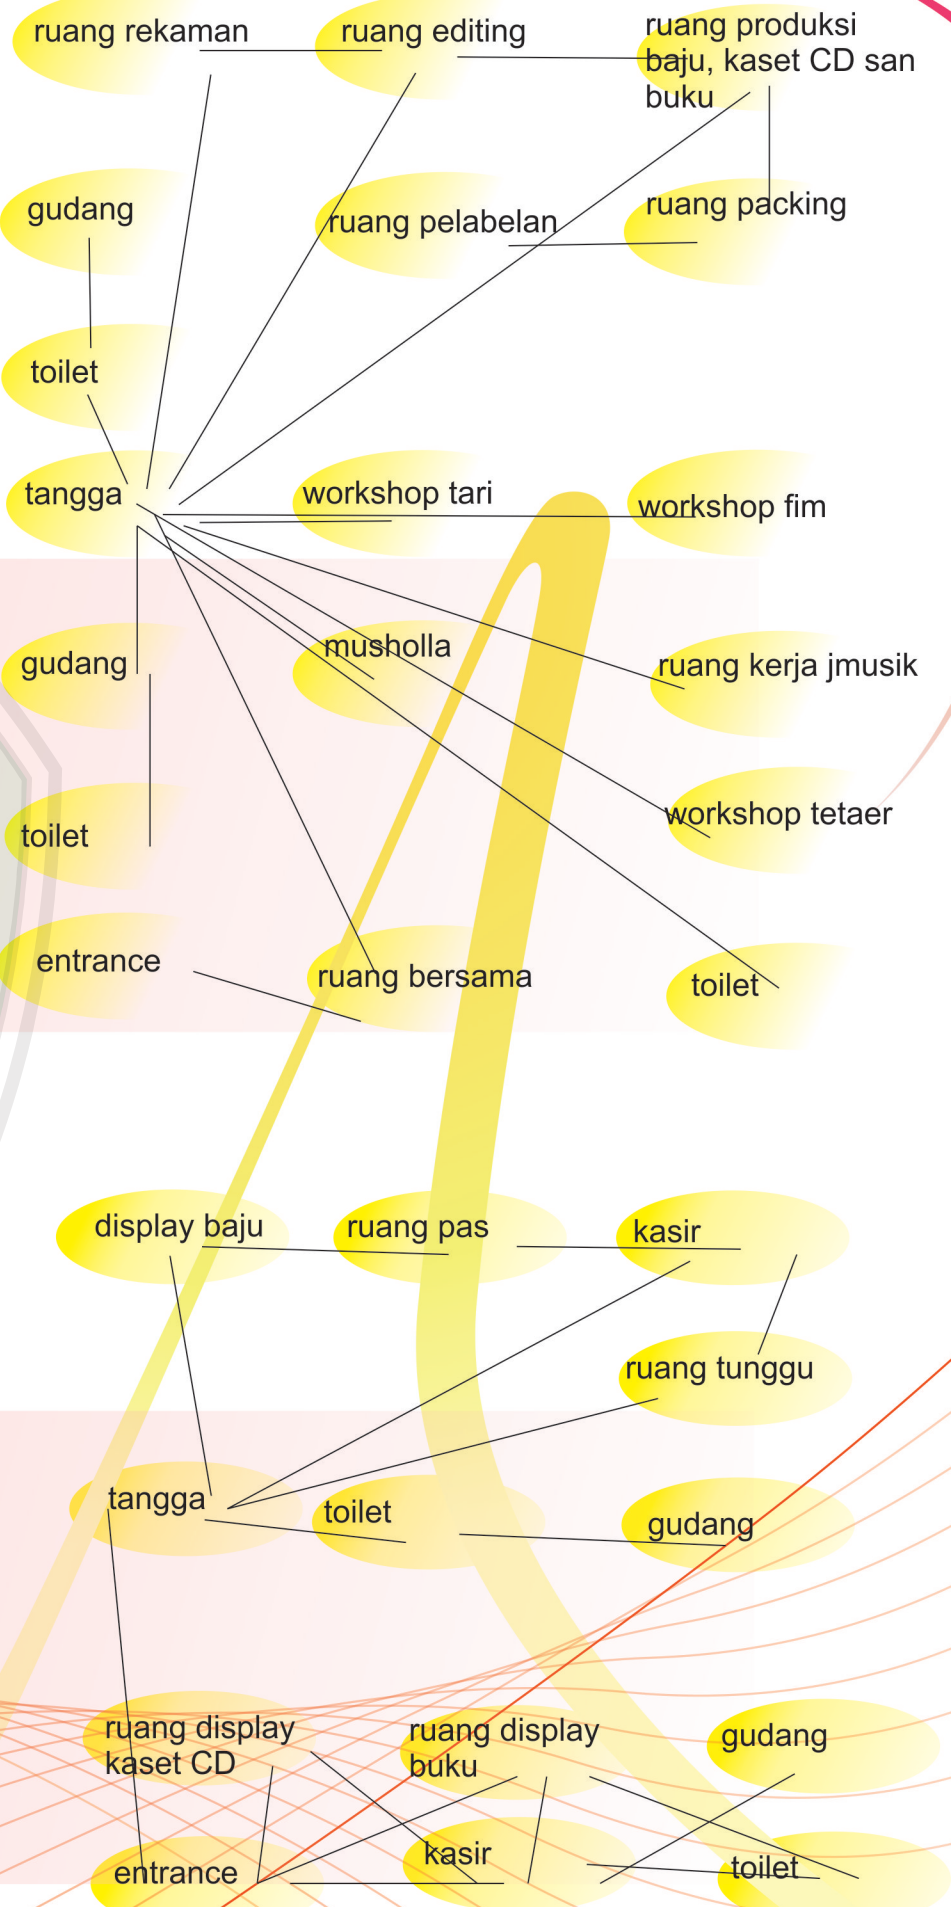 ruang rekaman
ruang editing
ruang produksi
baju, kaset CD san
buku
gudang
ruang pelabelan
ruang packing
toilet
tangga
workshop tari
workshop fim
gudang
musholla
ruang kerja jmusik
toilet
workshop tetaer
entrance
ruang bersama
toilet
display baju
ruang pas
kasir
ruang tunggu
tangga
toilet
gudang
ruang display
kaset CD
ruang display
buku
gudang
entrance
kasir
toilet